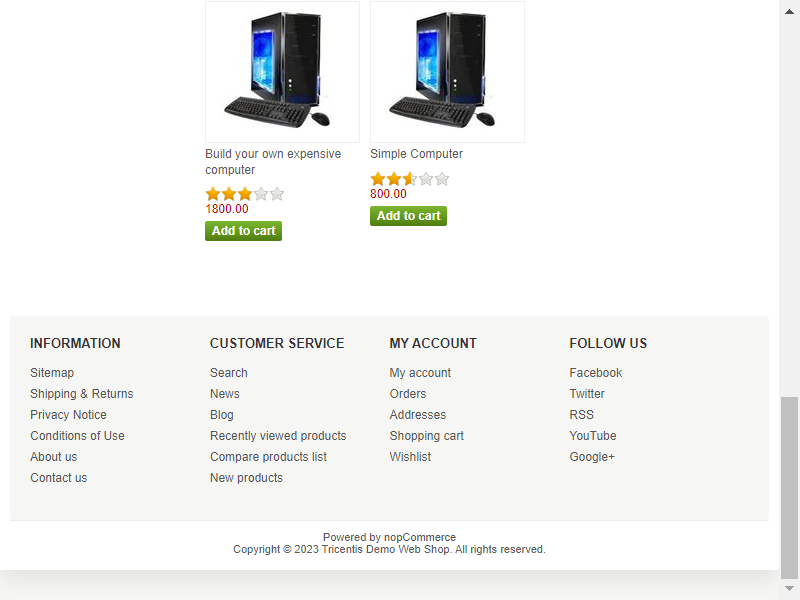 Build your own expensive
computer
1800.00
Add to cart
Simple Computer
800.00
Add to cart
INFORMATION
Sitemap
Shipping & Returns
Privacy Notice
Conditions of Use
About us
Contact us
CUSTOMER SERVICE
Search
News
Blog
Recently viewed products
Compare products list
New products
MY ACCOUNT
My account
Orders
Addresses
Shopping cart
Wishlist
FOLLOW US
Facebook
Twitter
RSS
YouTube
Google+
Powered by nopCommerce
Copyright © 2023 Tricentis Demo Web Shop. All rights reserved.